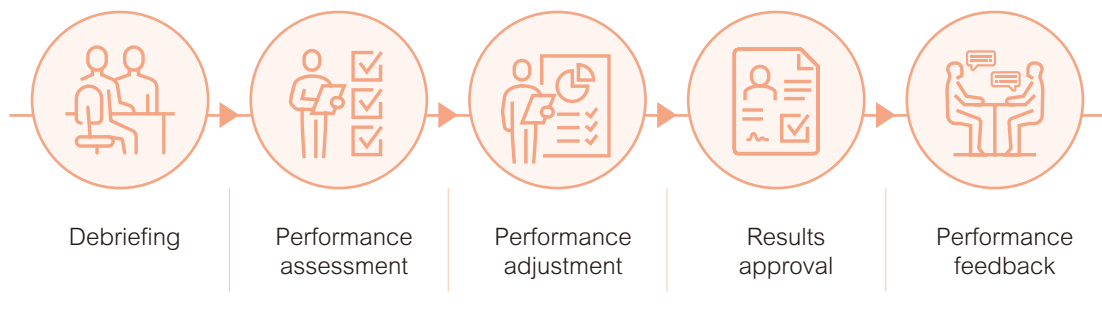 Debriefing
Performance
assessment
Performance
adjustment
Results
approval
Performance
feedback